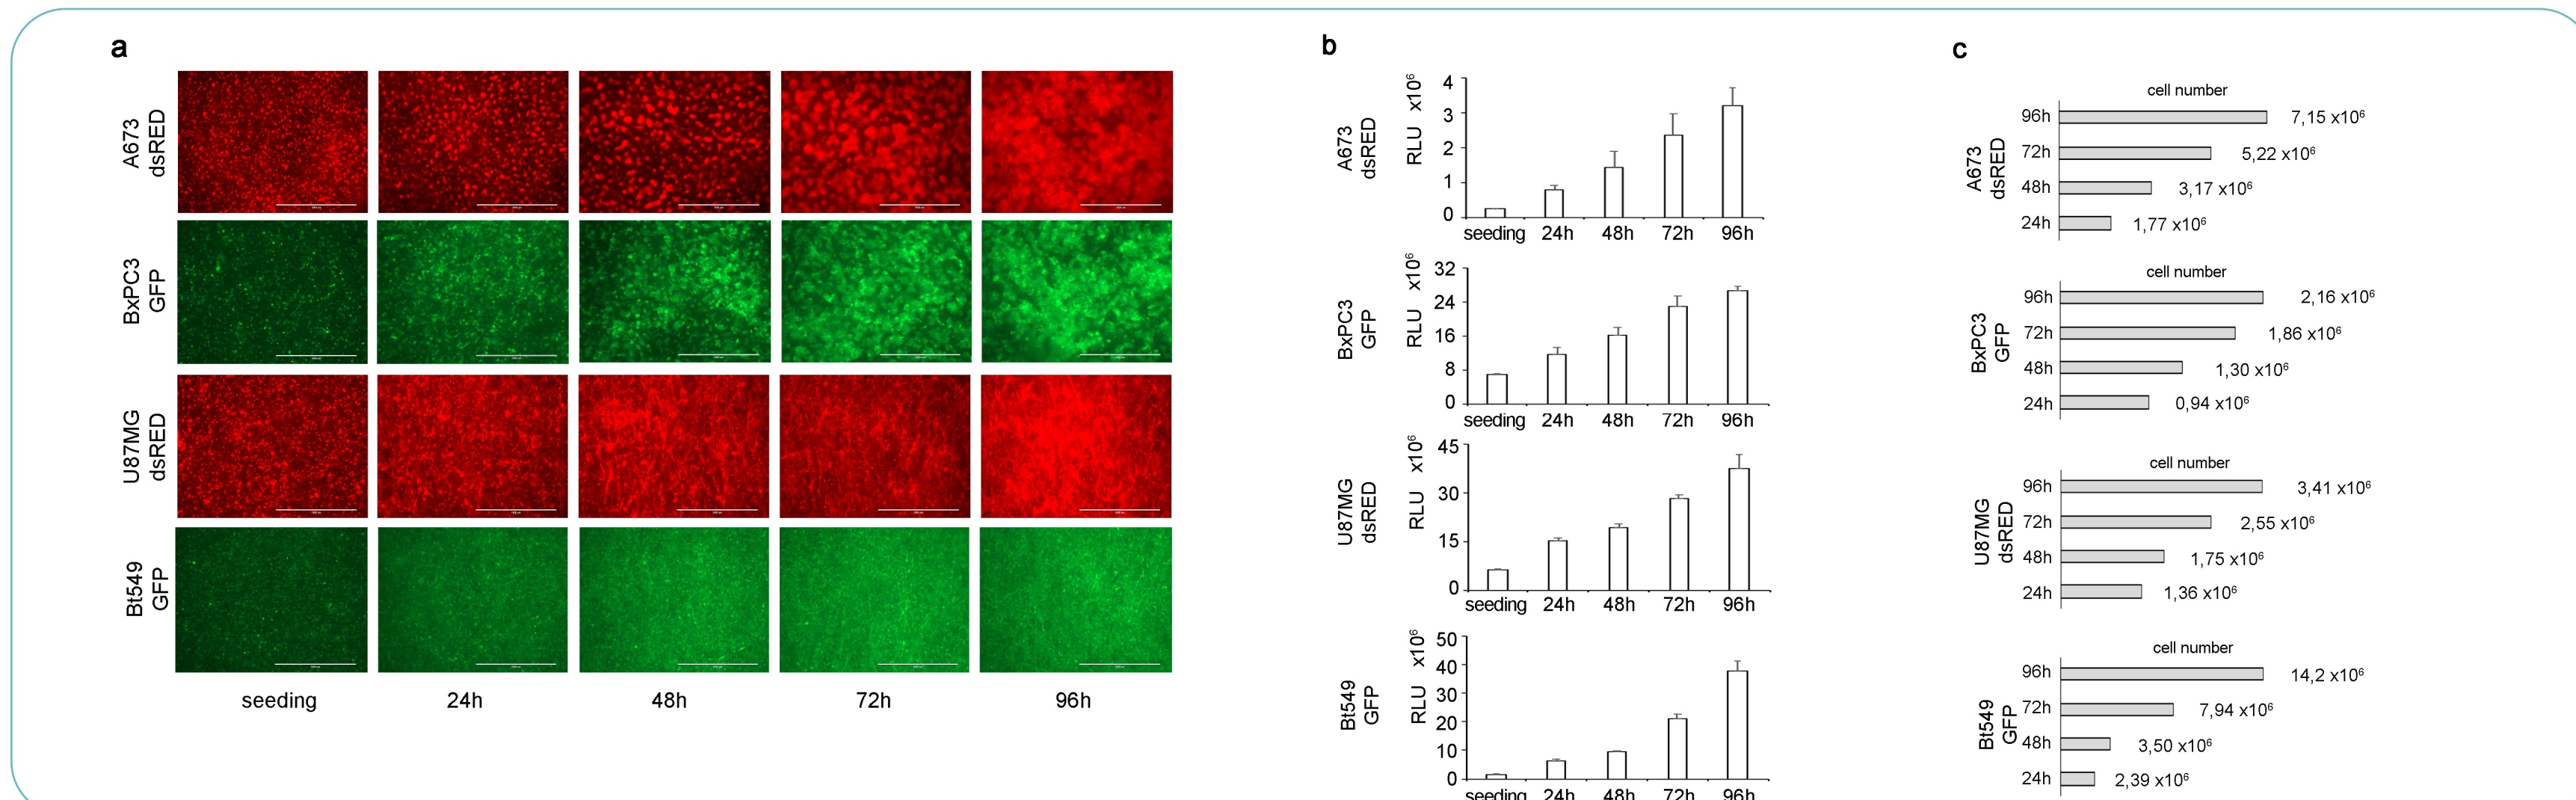 a
A673
dsRED
BxPC3
GFP
U87MG
dsRED
Bt549
GFP
seeding 24h 48h 72h 96h
b
A673
dsRED
RLU x10⁶
4
3
2
1
0
seeding 24h 48h 72h 96h
BxPC3
GFP
RLU x10⁶
32
24
16
8
0
seeding 24h 48h 72h 96h
U87MG
dsRED
RLU x10⁶
45
30
15
0
seeding 24h 48h 72h 96h
Bt549
GFP
RLU x10⁶
50
40
30
20
10
0
seeding 24h 48h 72h 96h
c
A673
dsRED
cell number
96h 7,15 x10⁶
72h 5,22 x10⁶
48h 3,17 x10⁶
24h 1,77 x10⁶
BxPC3
GFP
cell number
96h 2,16 x10⁶
72h 1,86 x10⁶
48h 1,30 x10⁶
24h 0,94 x10⁶
U87MG
dsRED
cell number
96h 3,41 x10⁶
72h 2,55 x10⁶
48h 1,75 x10⁶
24h 1,36 x10⁶
Bt549
GFP
cell number
96h 14,2 x10⁶
72h 7,94 x10⁶
48h 3,50 x10⁶
24h 2,39 x10⁶